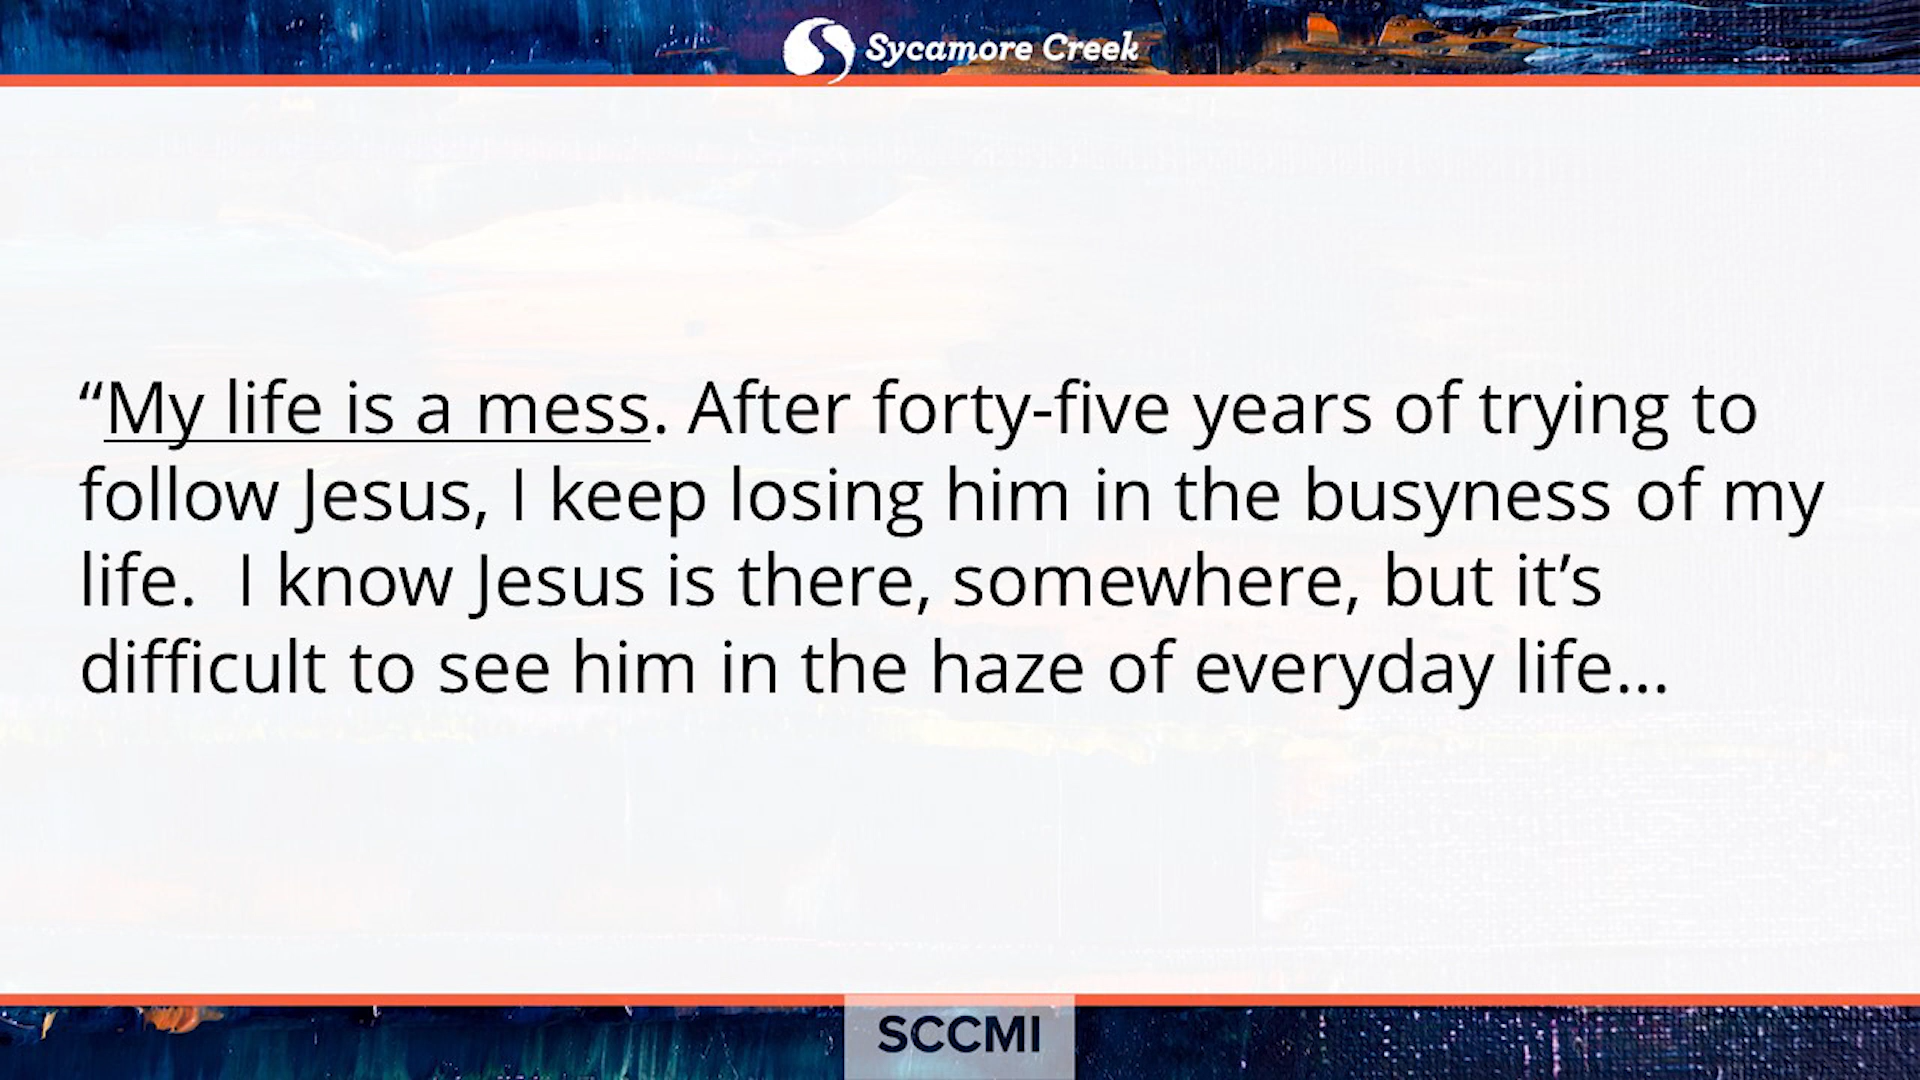 Sycamore Creek
“My life is a mess. After forty-five years of trying to
follow Jesus, I keep losing him in the busyness of my
life.  I know Jesus is there, somewhere, but it’s
difficult to see him in the haze of everyday life...
SCCMI